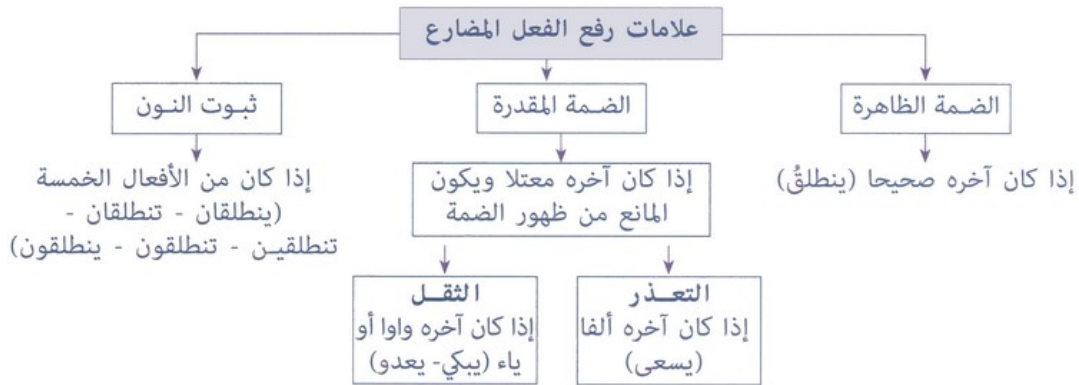 علامات رفع الفعل المضارع
الضمة الظاهرة
إذا كان آخره صحيحا (ينطلقُ)
الضمة المقدرة
إذا كان آخره معتلا ويكون
المانع من ظهور الضمة
التعذر
إذا كان آخره ألفا
(يسعى)
الثقل
إذا كان آخره واوا أو
ياء (يبكي- يعدو)
ثبوت النون
إذا كان من الأفعال الخمسة
(ينطلقان - تنطلقان -
تنطلقين - تنطلقون - ينطلقون)